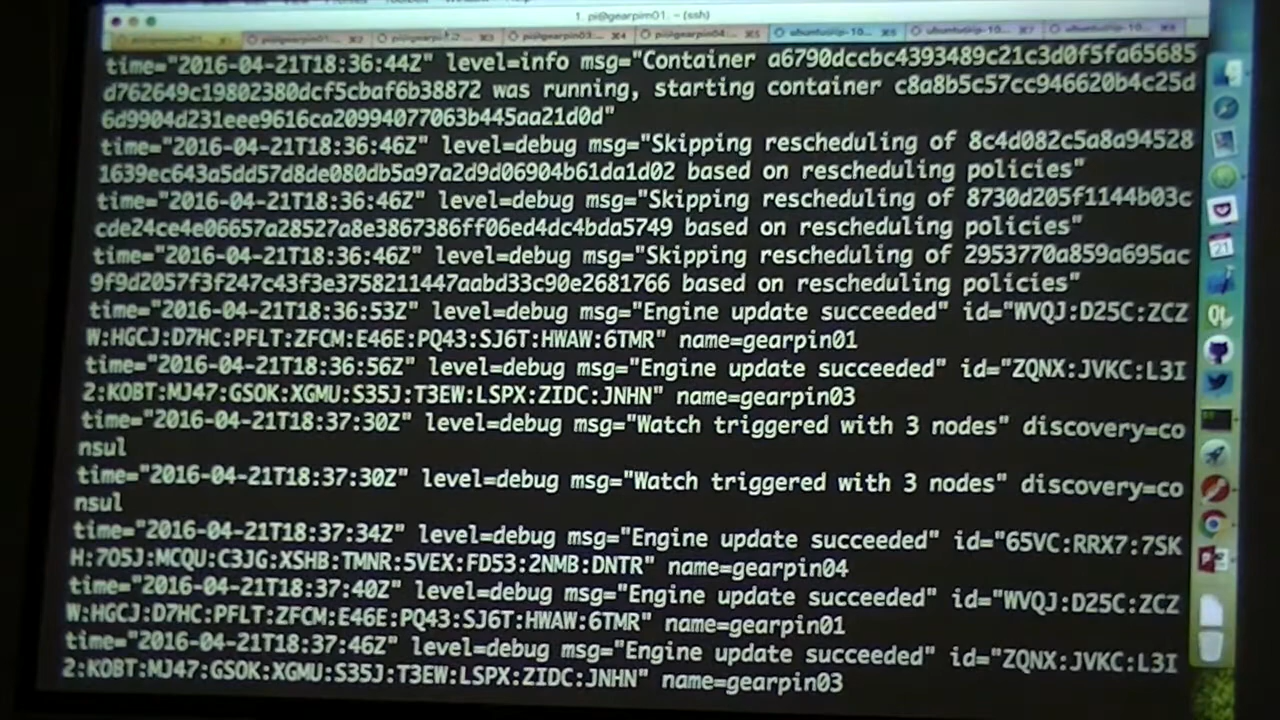 1. pi@gearpim01: ~ (ssh)
time="2016-04-21T18:36:44Z" level=info msg="Container a6790dccbc4393489c21c3d0f5fa65685
d762649c19802380dcf5cbaf6b38872 was running, starting container c8a8b5c57cc946620b4c25d
6d9904d231eee9616ca20994077063b445aa21d0d"
time="2016-04-21T18:36:46Z" level=debug msg="Skipping rescheduling of 8c4d082c5a8a94528
1639ec643a5dd57d8de080db5a97a2d9d06904b61da1d02 based on rescheduling policies"
time="2016-04-21T18:36:46Z" level=debug msg="Skipping rescheduling of 8730d205f1144b03c
cde24ce4e06657a28527a8e3867386ff06ed4dc4bda5749 based on rescheduling policies"
time="2016-04-21T18:36:46Z" level=debug msg="Skipping rescheduling of 2953770a859a695ac
9f9d2057f3f247c43f3e3758211447aabd33c90e2681766 based on rescheduling policies"
time="2016-04-21T18:36:53Z" level=debug msg="Engine update succeeded" id="WVQJ:D25C:ZCZ
W:HGCJ:D7HC:PFLT:ZFCM:E46E:PQ43:SJ6T:HWAW:6TMR" name=gearpin01
time="2016-04-21T18:36:56Z" level=debug msg="Engine update succeeded" id="ZQNX:JVKC:L3I
2:KOBT:MJ47:GSOK:XGMU:S35J:T3EW:LSPX:ZIDC:JNHN" name=gearpin03
time="2016-04-21T18:37:30Z" level=debug msg="Watch triggered with 3 nodes" discovery=co
nsul
time="2016-04-21T18:37:30Z" level=debug msg="Watch triggered with 3 nodes" discovery=co
nsul
time="2016-04-21T18:37:34Z" level=debug msg="Engine update succeeded" id="65VC:RRX7:7SK
H:7O5J:MCQU:C3JG:XSHB:TMNR:5VEX:FD53:2NMB:DNTR" name=gearpin04
time="2016-04-21T18:37:40Z" level=debug msg="Engine update succeeded" id="WVQJ:D25C:ZCZ
W:HGCJ:D7HC:PFLT:ZFCM:E46E:PQ43:SJ6T:HWAW:6TMR" name=gearpin01
time="2016-04-21T18:37:46Z" level=debug msg="Engine update succeeded" id="ZQNX:JVKC:L3I
2:KOBT:MJ47:GSOK:XGMU:S35J:T3EW:LSPX:ZIDC:JNHN" name=gearpin03
21